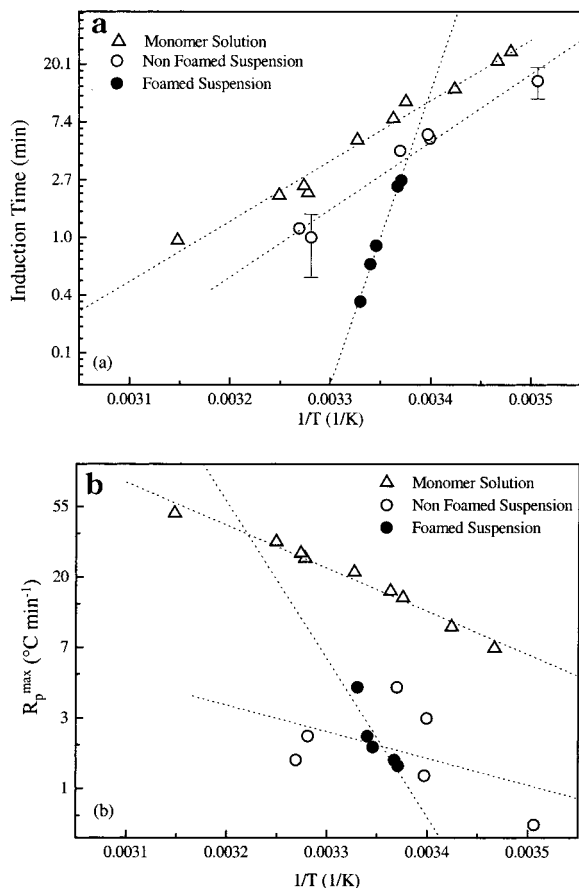 a
Monomer Solution
Non Foamed Suspension
Foamed Suspension
Induction Time (min)
20.1
7.4
2.7
1.0
0.4
0.1
(a)
0.0031 0.0032 0.0033 0.0034 0.0035
1/T (1/K)
b
Monomer Solution
Non Foamed Suspension
Foamed Suspension
Rp max (°C min-1)
55
20
7
3
1
(b)
0.0031 0.0032 0.0033 0.0034 0.0035
1/T (1/K)